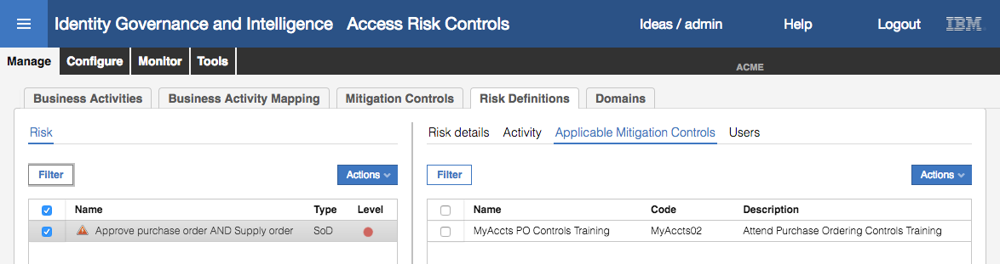 Identity Governance and Intelligence Access Risk Controls Ideas / admin Help Logout IBM
Manage Configure Monitor Tools ACME
Business Activities Business Activity Mapping Mitigation Controls Risk Definitions Domains
Risk
Filter Actions
Name Type Level
Approve purchase order AND Supply order SoD
Risk details Activity Applicable Mitigation Controls Users
Filter Actions
Name Code Description
MyAccts PO Controls Training MyAccts02 Attend Purchase Ordering Controls Training